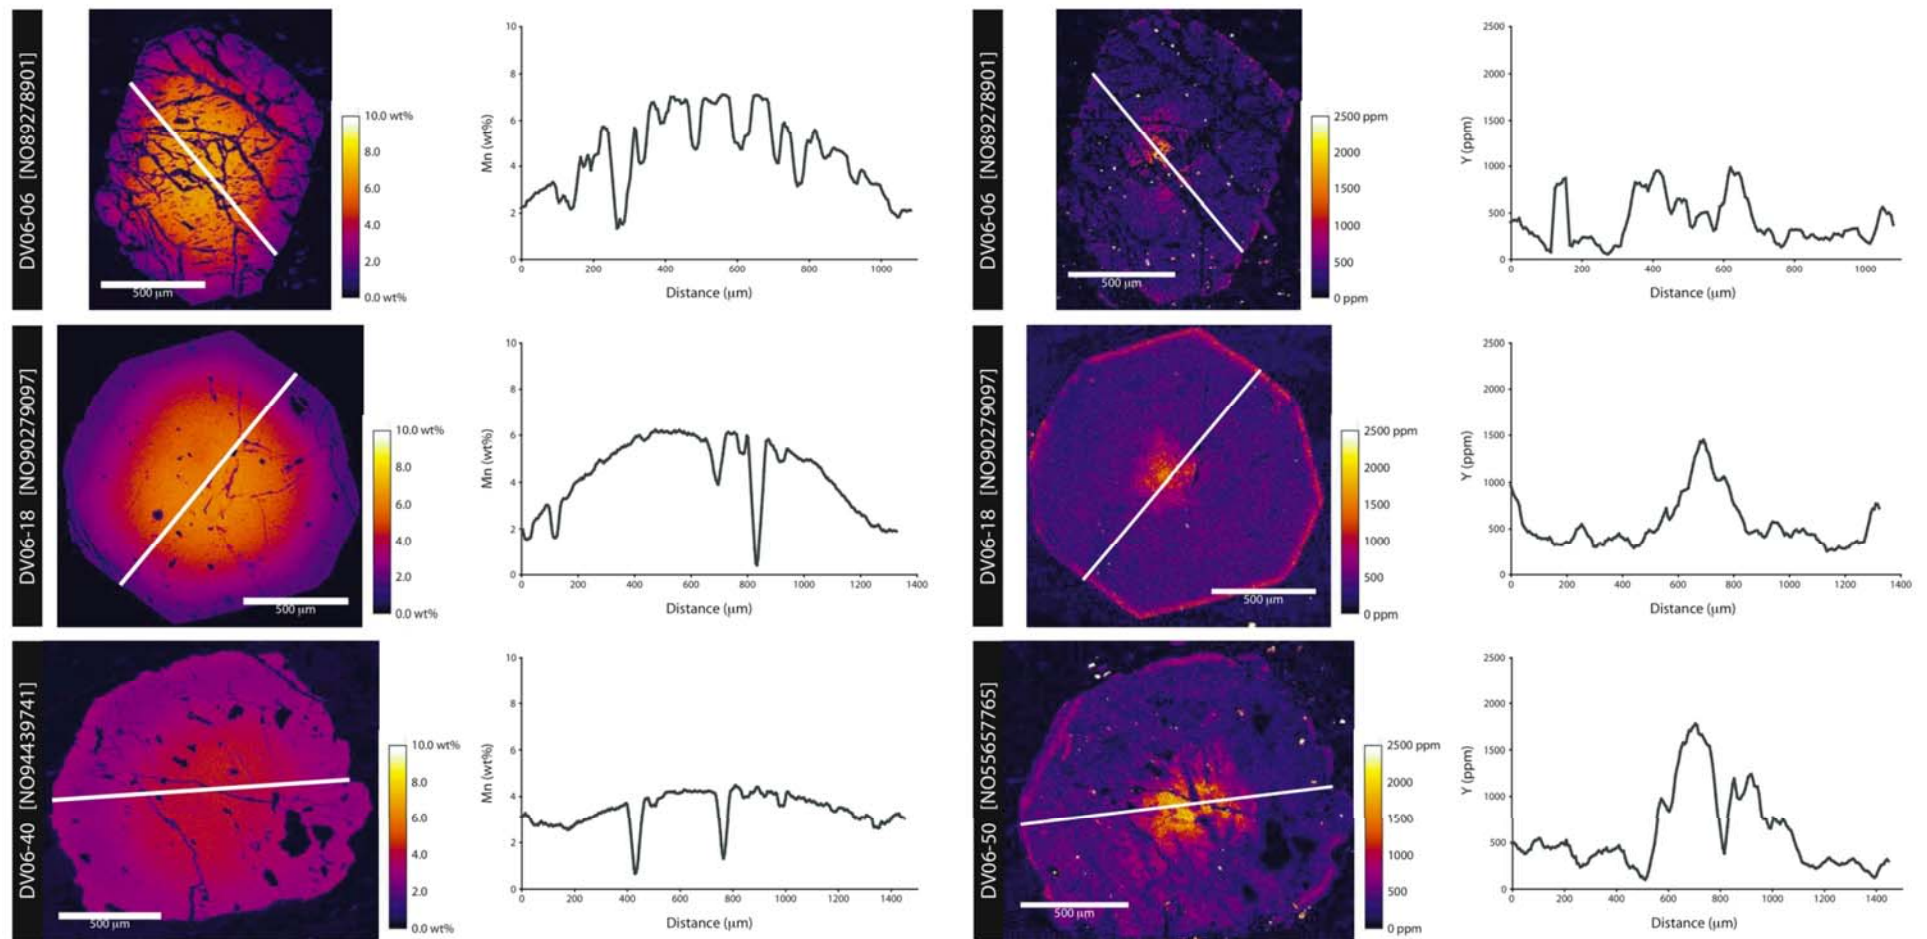 DV06-06 [NO89278901]
500 μm
10.0 wt%
8.0
6.0
4.0
2.0
0.0 wt%
Mn (wt%)
10
8
6
4
2
0
0 200 400 600 800 1000
Distance (μm)
DV06-06 [NO89278901]
500 μm
2500 ppm
2000
1500
1000
500
0 ppm
Y (ppm)
2500
2000
1500
1000
500
0
0 200 400 600 800 1000
Distance (μm)
DV06-18 [NO90279097]
500 μm
10.0 wt%
8.0
6.0
4.0
2.0
0.0 wt%
Mn (wt%)
10
8
6
4
2
0
0 200 400 600 800 1000 1200 1400
Distance (μm)
DV06-18 [NO90279097]
500 μm
2500 ppm
2000
1500
1000
500
0 ppm
Y (ppm)
2500
2000
1500
1000
500
0
0 200 400 600 800 1000 1200 1400
Distance (μm)
DV06-40 [NO94439741]
500 μm
10.0 wt%
8.0
6.0
4.0
2.0
0.0 wt%
Mn (wt%)
10
8
6
4
2
0
0 200 400 600 800 1000 1200 1400
Distance (μm)
DV06-50 [NO55657765]
500 μm
2500 ppm
2000
1500
1000
500
0 ppm
Y (ppm)
2500
2000
1500
1000
500
0
0 200 400 600 800 1000 1200 1400
Distance (μm)